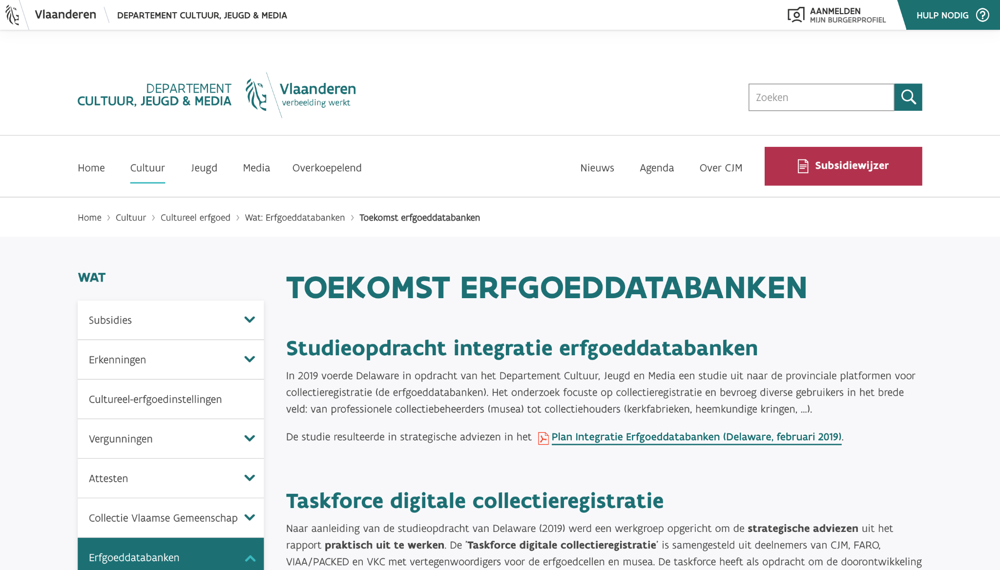 Vlaanderen
DEPARTEMENT CULTUUR, JEUGD & MEDIA
AANMELDEN
MIJN BURGERPROFIEL
HULP NODIG
DEPARTEMENT
CULTUUR, JEUGD & MEDIA
Vlaanderen
verbeelding werkt
Zoeken
Home Cultuur Jeugd Media Overkoepelend Nieuws Agenda Over CJM Subsidiewijzer
Home > Cultuur > Cultureel erfgoed > Wat: Erfgoeddatabanken > Toekomst erfgoeddatabanken
WAT
Subsidies
Erkenningen
Cultureel-erfgoedinstellingen
Vergunningen
Attesten
Collectie Vlaamse Gemeenschap
Erfgoeddatabanken
TOEKOMST ERFGOEDDATABANKEN
Studieopdracht integratie erfgoeddatabanken
In 2019 voerde Delaware in opdracht van het Departement Cultuur, Jeugd en Media een studie uit naar de provinciale platformen voor
collectieregistratie (de erfgoeddatabanken). Het onderzoek focuste op collectieregistratie en bevroeg diverse gebruikers in het brede
veld: van professionele collectiebeheerders (musea) tot collectiehouders (kerkfabrieken, heemkundige kringen, ...).
De studie resulteerde in strategische adviezen in het Plan Integratie Erfgoeddatabanken (Delaware, februari 2019).
Taskforce digitale collectieregistratie
Naar aanleiding van de studieopdracht van Delaware (2019) werd een werkgroep opgericht om de strategische adviezen uit het
rapport praktisch uit te werken. De 'Taskforce digitale collectieregistratie' is samengesteld uit deelnemers van CJM, FARO,
VIAA/PACKED en VKC met vertegenwoordigers voor de erfgoedcellen en musea. De taskforce heeft als opdracht om de doorontwikkeling